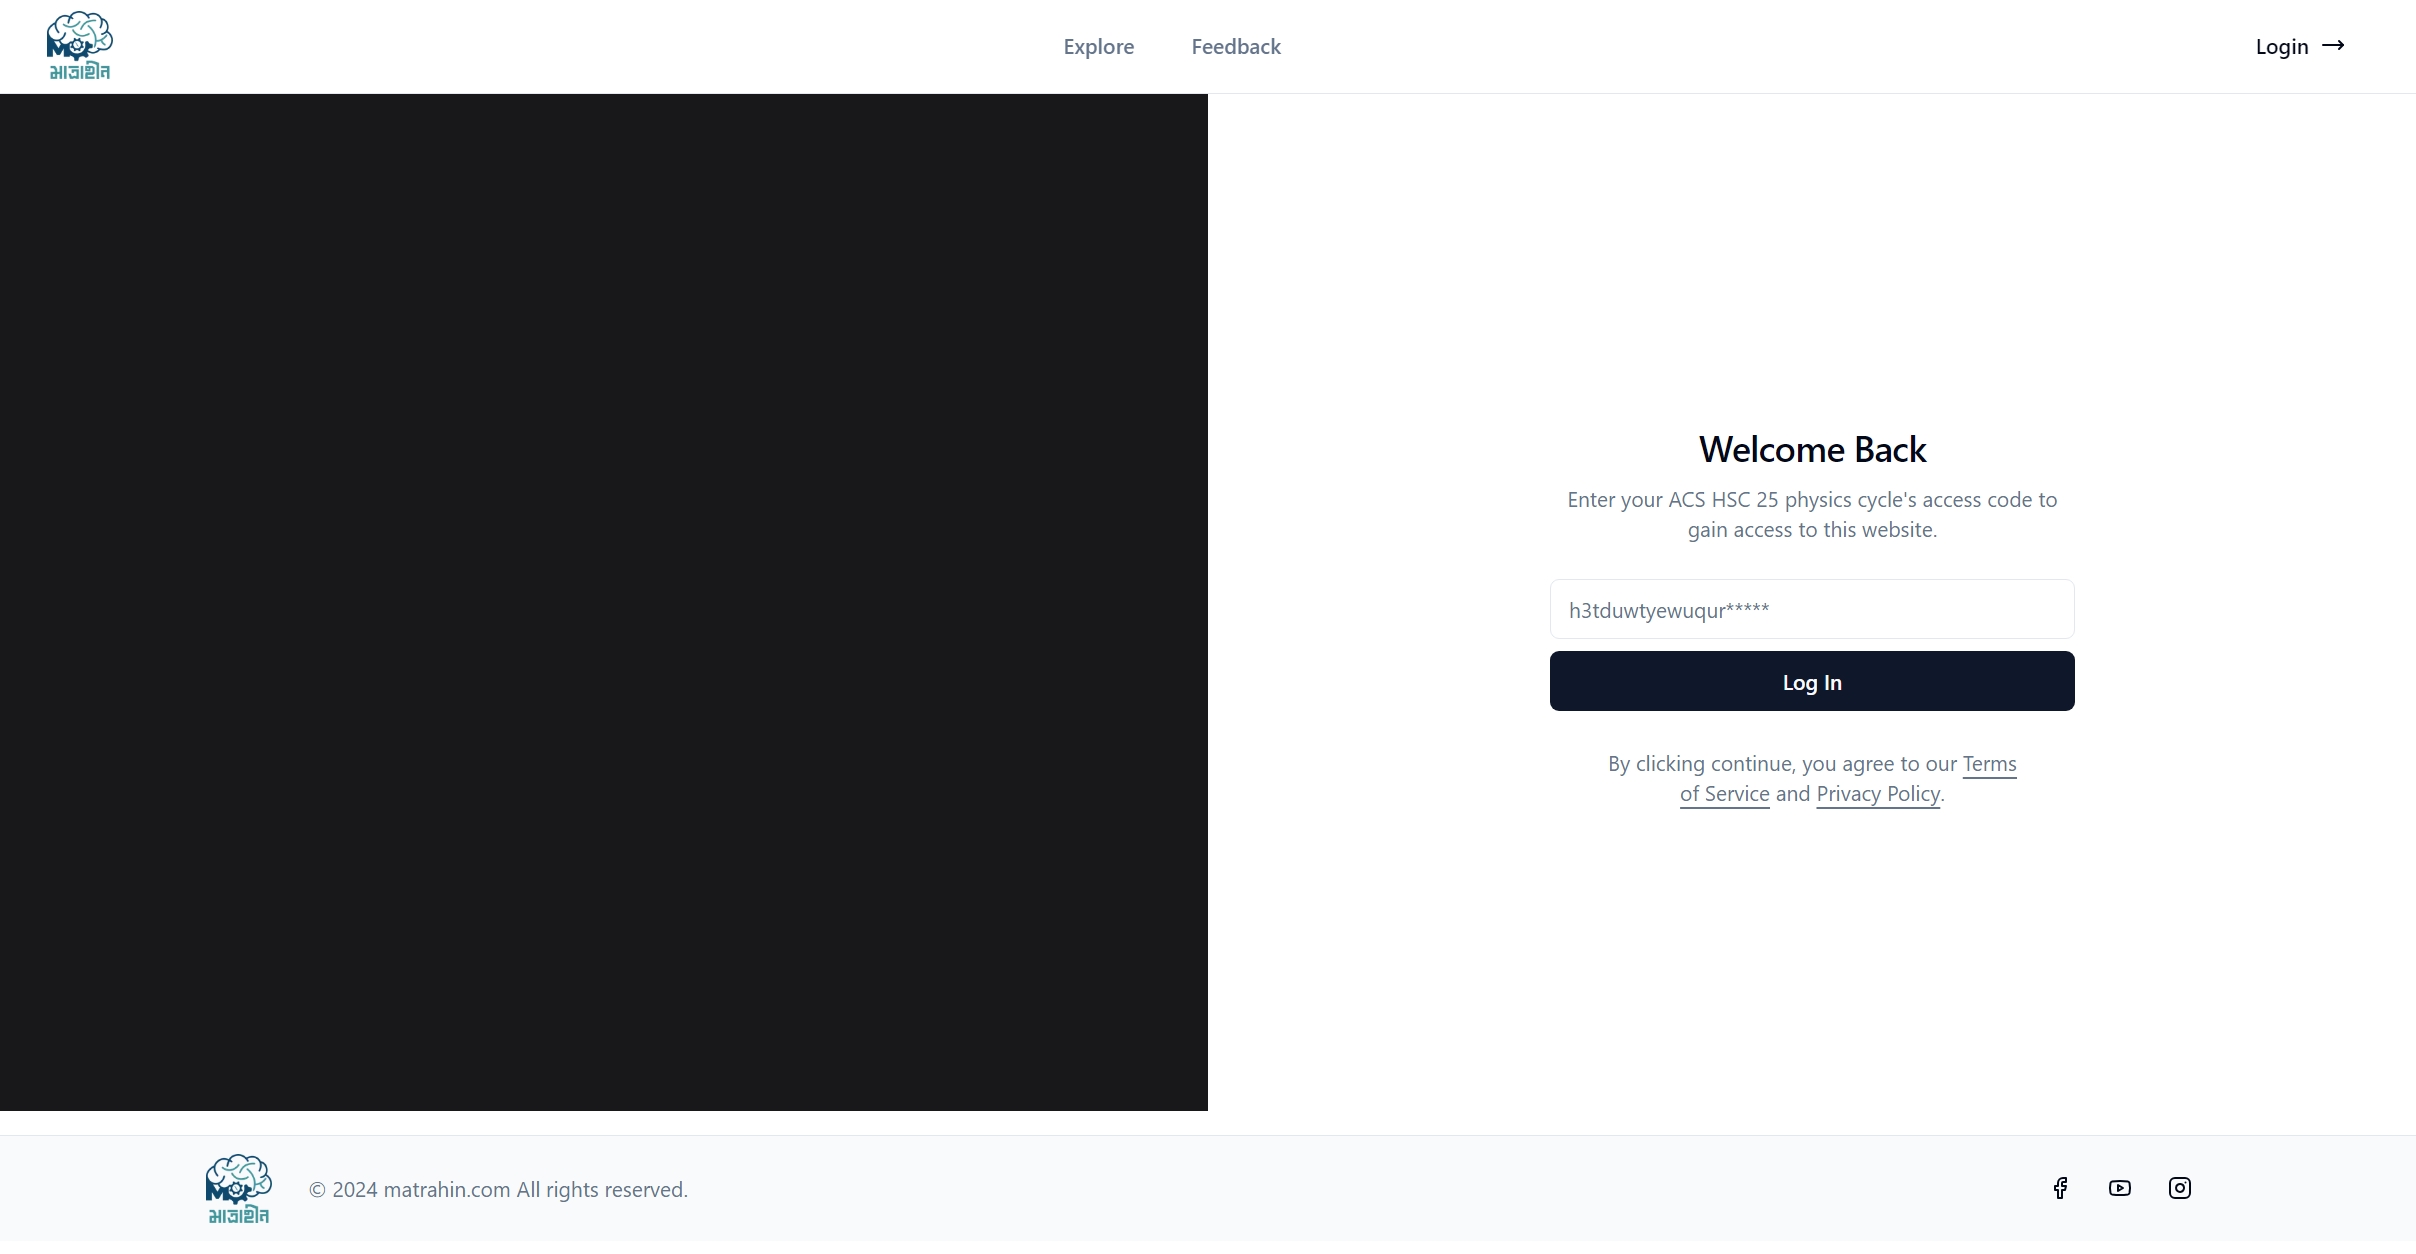 মাত্রাহীন
Explore
Feedback
Login
Welcome Back
Enter your ACS HSC 25 physics cycle's access code to
gain access to this website.
h3tduwtyewuqur*****
Log In
By clicking continue, you agree to our Terms
of Service and Privacy Policy.
মাত্রাহীন
© 2024 matrahin.com All rights reserved.